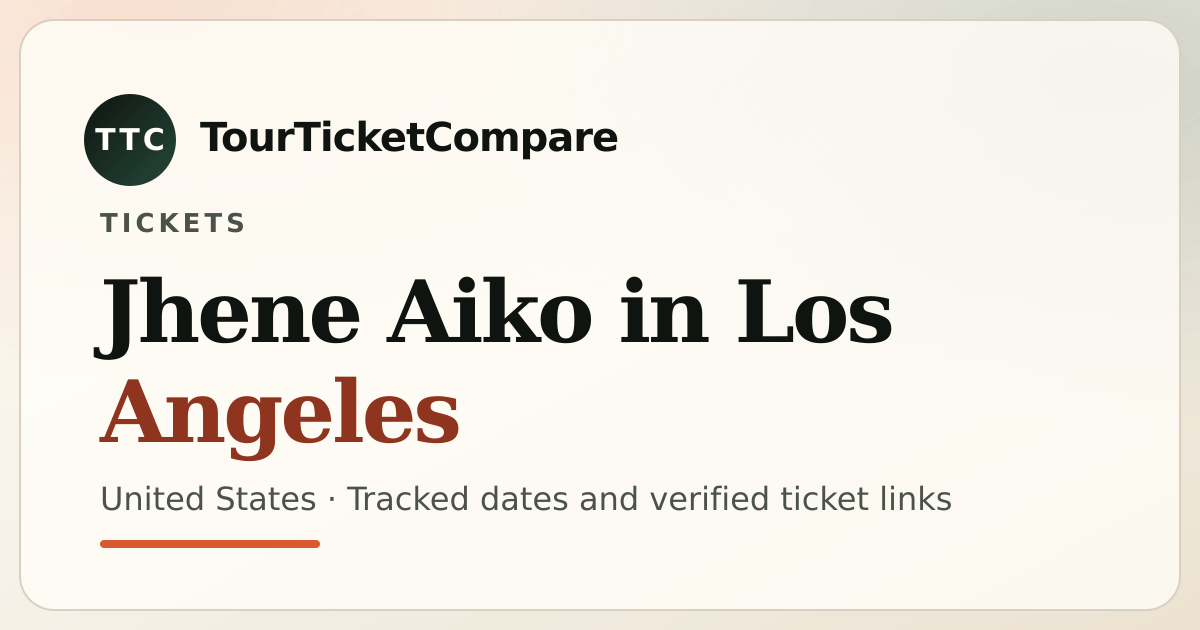 TTC
TourTicketCompare
TICKETS
Jhene Aiko in Los
Angeles
United States · Tracked dates and verified ticket links